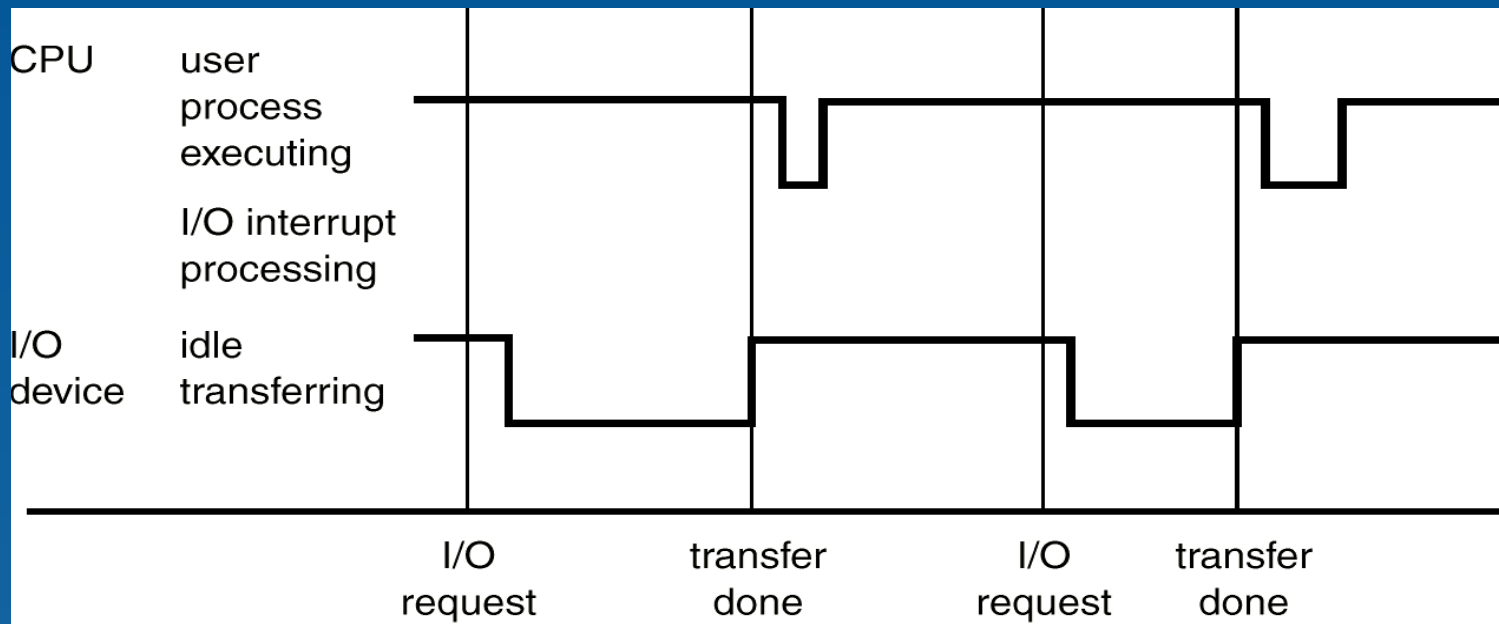 CPU user
process
executing
I/O interrupt
processing
I/O idle
device transferring
I/O transfer I/O transfer
request done request done